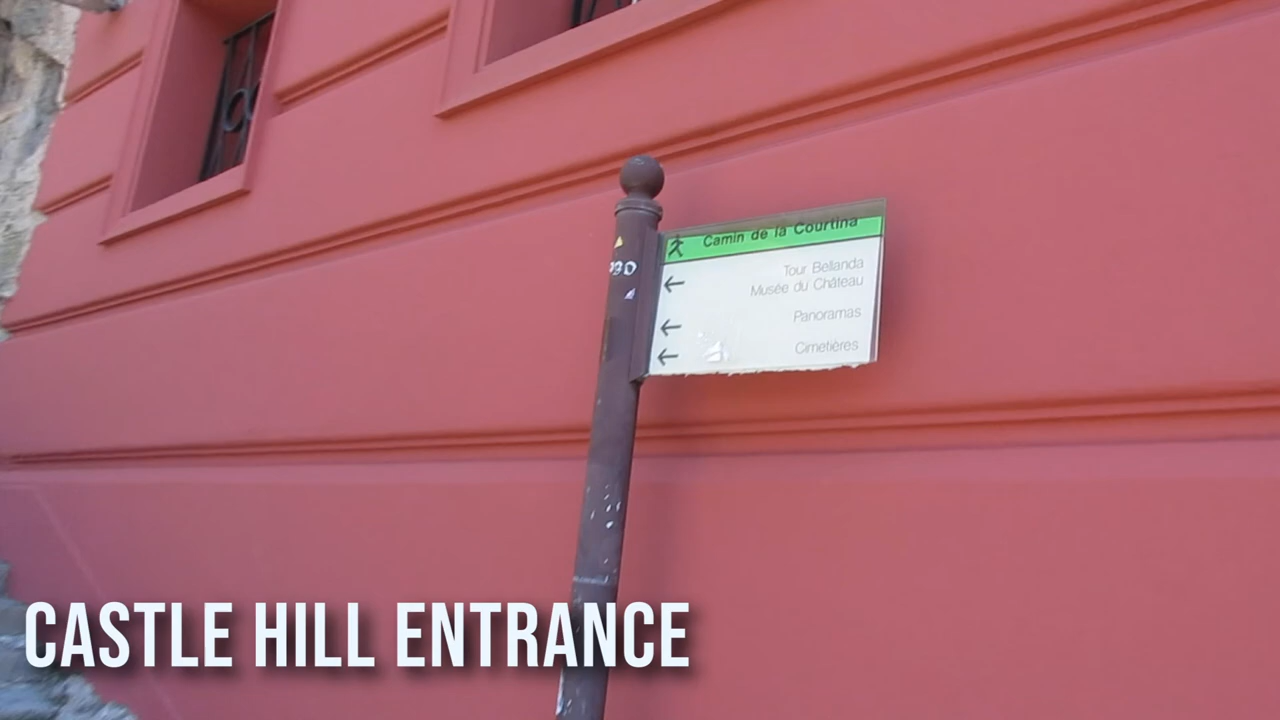 Camin de la Courtina
Tour Bellanda
Musée du Château
Panoramas
Cimetières
CASTLE HILL ENTRANCE